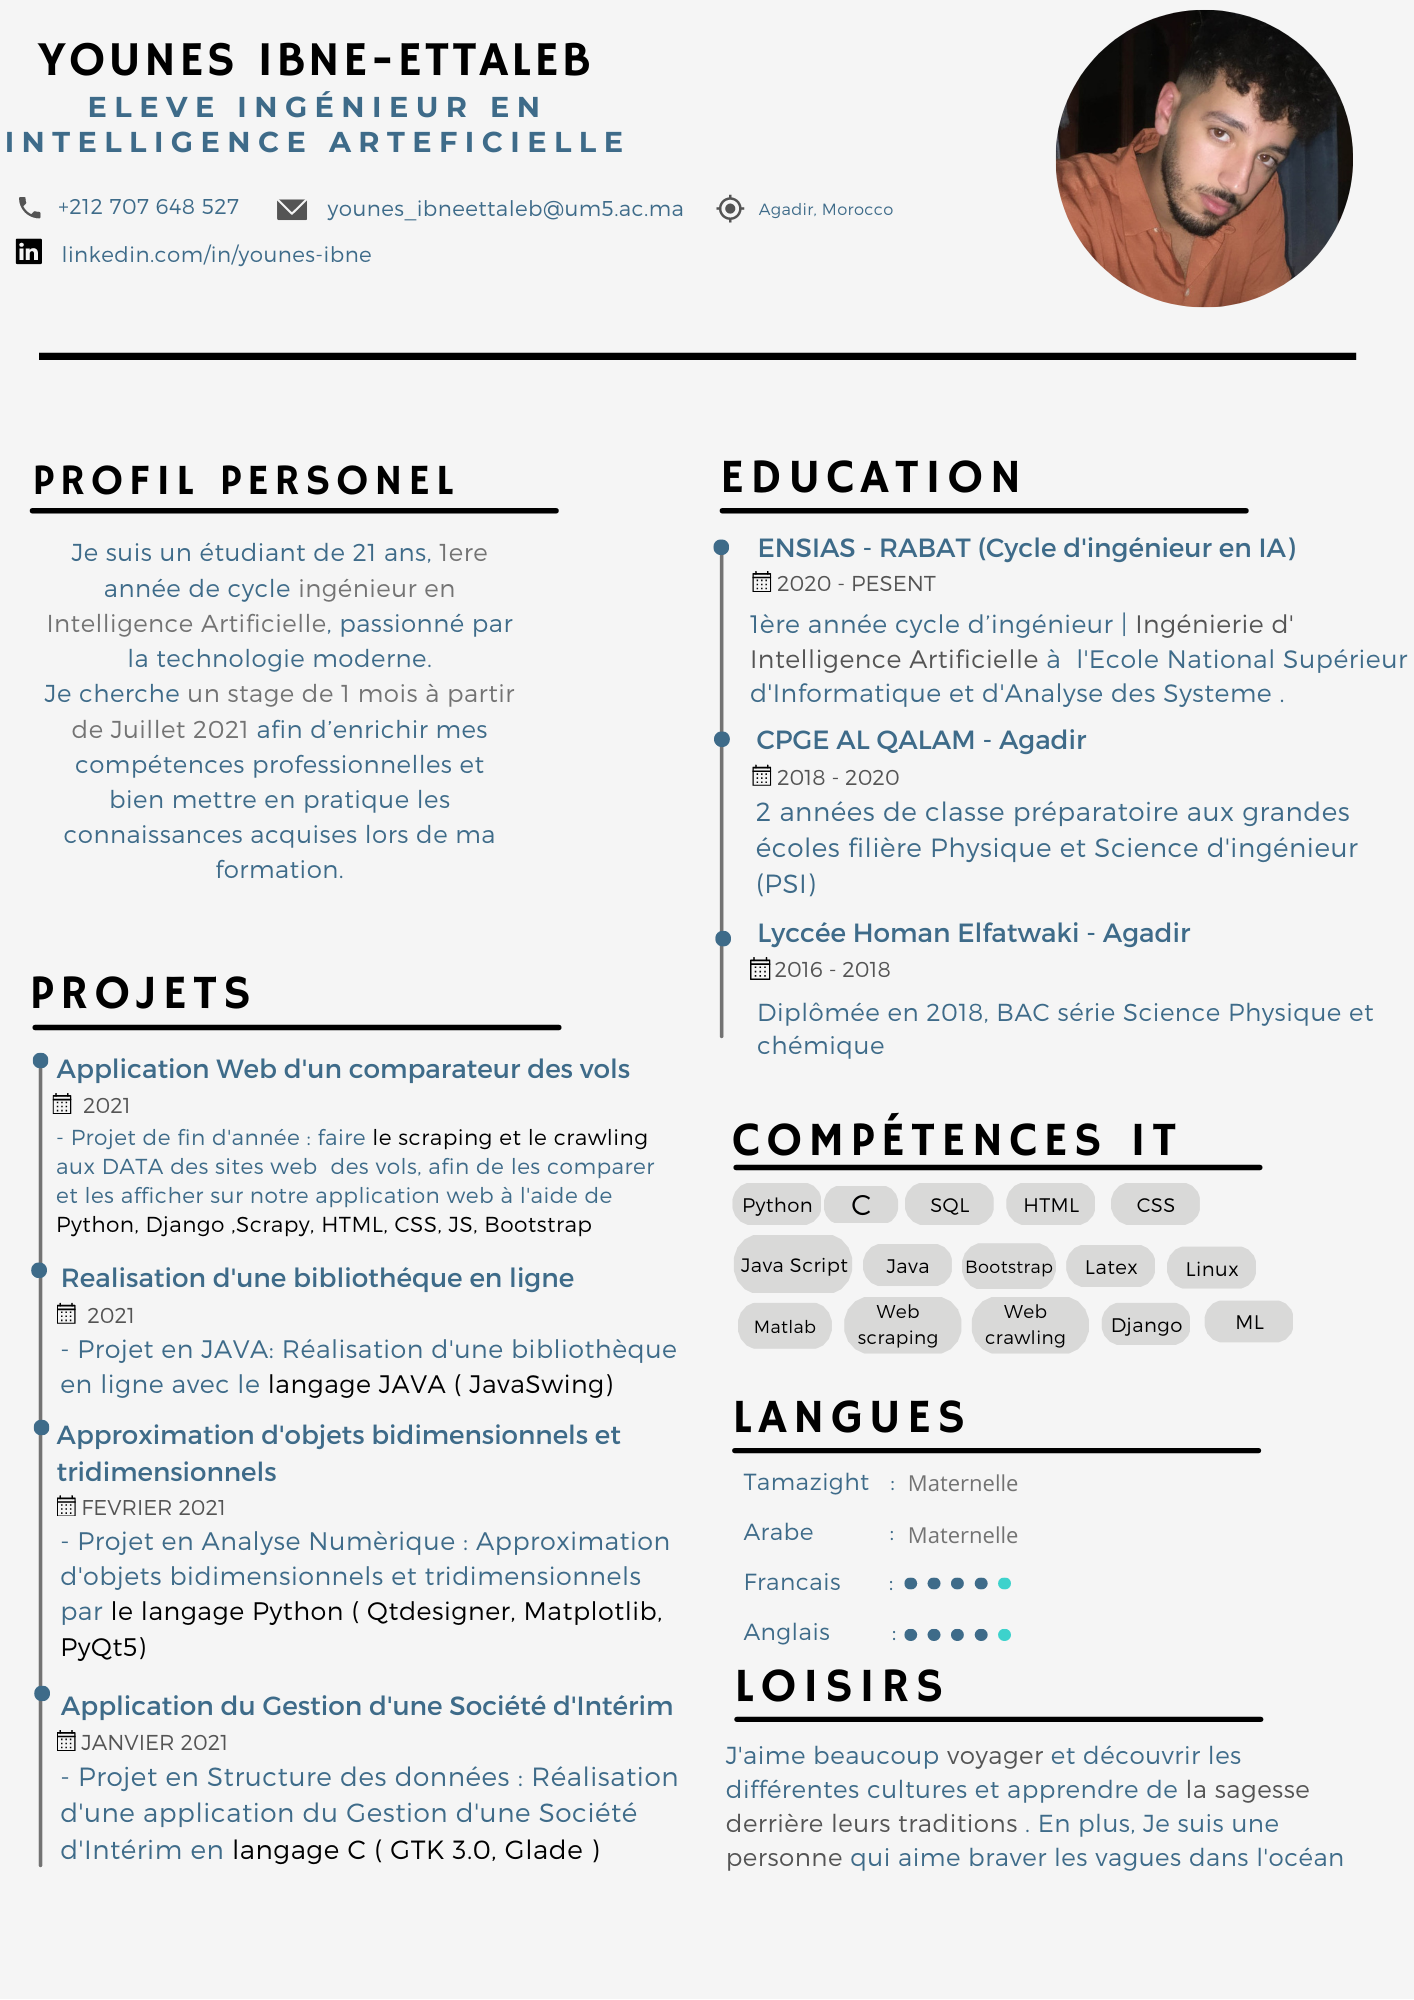 YOUNES IBNE-ETTALEB
ELEVE INGÉNIEUR EN
INTELLIGENCE ARTEFICIELLE
+212 707 648 527
younes_ibneettaleb@um5.ac.ma
Agadir, Morocco
linkedin.com/in/younes-ibne
PROFIL PERSONEL
Je suis un étudiant de 21 ans, 1ere
année de cycle ingénieur en
Intelligence Artificielle, passionné par
la technologie moderne.
Je cherche un stage de 1 mois à partir
de Juillet 2021 afin d’enrichir mes
compétences professionnelles et
bien mettre en pratique les
connaissances acquises lors de ma
formation.
PROJETS
Application Web d'un comparateur des vols
2021
- Projet de fin d'année : faire le scraping et le crawling
aux DATA des sites web  des vols, afin de les comparer
et les afficher sur notre application web à l'aide de
Python, Django ,Scrapy, HTML, CSS, JS, Bootstrap
Realisation d'une bibliothéque en ligne
2021
- Projet en JAVA: Réalisation d'une bibliothèque
en ligne avec le langage JAVA ( JavaSwing)
Approximation d'objets bidimensionnels et
tridimensionnels
FEVRIER 2021
- Projet en Analyse Numèrique : Approximation
d'objets bidimensionnels et tridimensionnels
par le langage Python ( Qtdesigner, Matplotlib,
PyQt5)
Application du Gestion d'une Société d'Intérim
JANVIER 2021
- Projet en Structure des données : Réalisation
d'une application du Gestion d'une Société
d'Intérim en langage C ( GTK 3.0, Glade )
EDUCATION
ENSIAS - RABAT (Cycle d'ingénieur en IA)
2020 - PESENT
1ère année cycle d’ingénieur | Ingénierie d'
Intelligence Artificielle à  l'Ecole National Supérieur
d'Informatique et d'Analyse des Systeme .
CPGE AL QALAM - Agadir
2018 - 2020
2 années de classe préparatoire aux grandes
écoles filière Physique et Science d'ingénieur
(PSI)
Lyccée Homan Elfatwaki - Agadir
2016 - 2018
Diplômée en 2018, BAC série Science Physique et
chémique
COMPÉTENCES IT
Python C SQL HTML CSS
Java Script Java Bootstrap Latex Linux
Matlab Web scraping Web crawling Django ML
LANGUES
Tamazight : Maternelle
Arabe : Maternelle
Francais :
Anglais :
LOISIRS
J'aime beaucoup voyager et découvrir les
différentes cultures et apprendre de la sagesse
derrière leurs traditions . En plus, Je suis une
personne qui aime braver les vagues dans l'océan